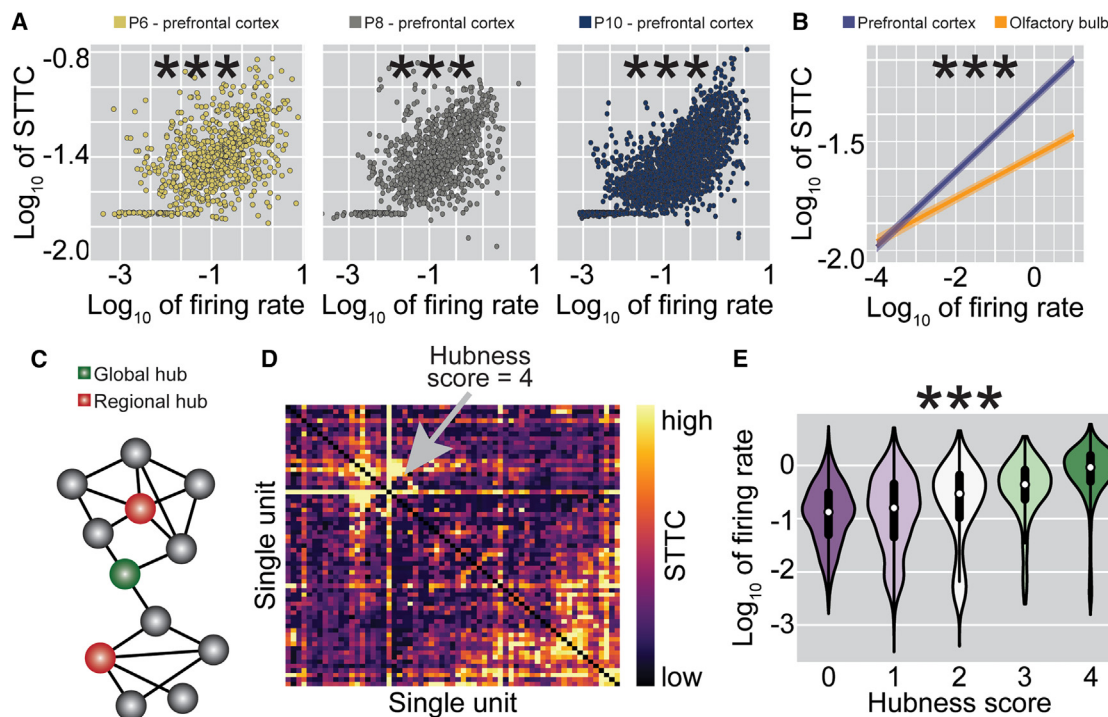 A
P6 - prefrontal cortex
P8 - prefrontal cortex
P10 - prefrontal cortex
Log10 of STTC
-0.8
-1.4
-2.0
***
***
***
-3 -1 1
-3 -1 1
-3 -1 1
Log10 of firing rate
Log10 of firing rate
Log10 of firing rate
B
Prefrontal cortex
Olfactory bulb
***
Log10 of STTC
-1.5
-2.0
-4 -2 0
Log10 of firing rate
C
Global hub
Regional hub
D
Hubness
score = 4
Single unit
Single unit
high
STTC
low
E
***
Log10 of firing rate
0
-1
-2
-3
0 1 2 3 4
Hubness score